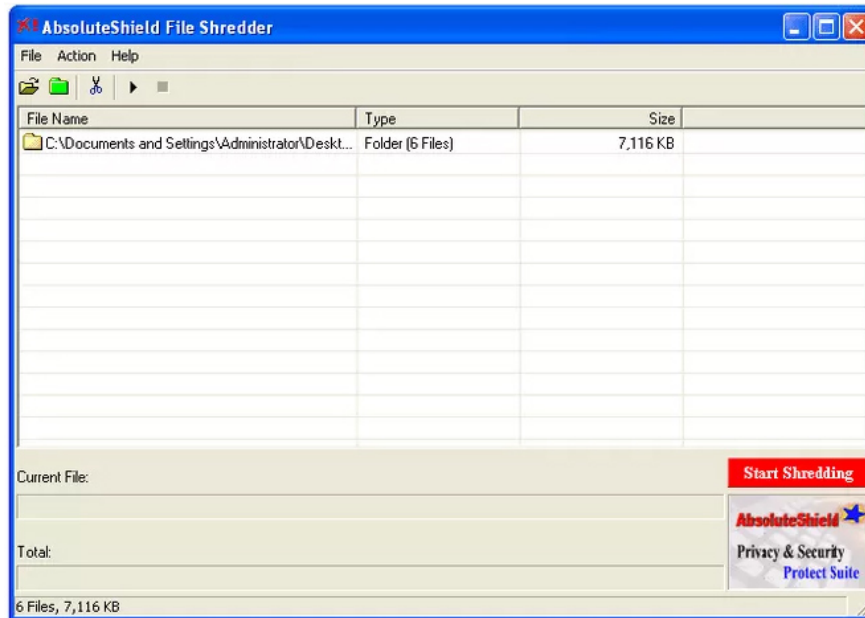 AbsoluteShield File Shredder
File Action Help
File Name Type Size
C:\Documents and Settings\Administrator\Deskt... Folder (6 Files) 7,116 KB
Current File:
Start Shredding
AbsoluteShield
Privacy & Security
Protect Suite
Total:
6 Files, 7,116 KB